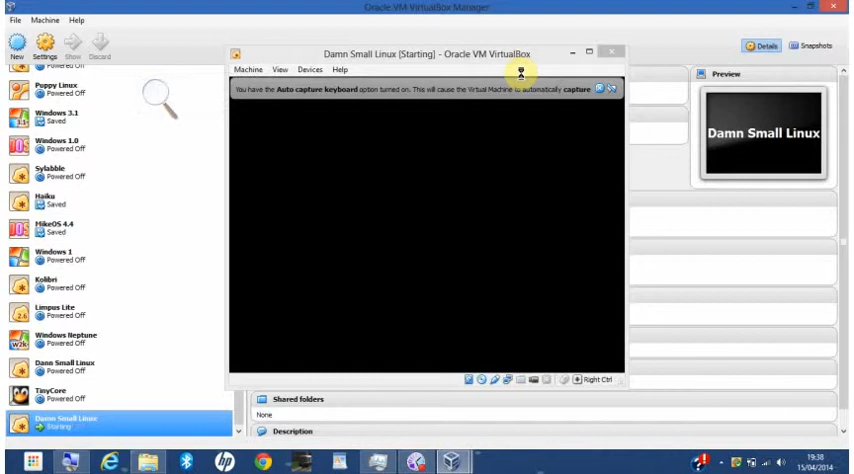 Oracle VM VirtualBox Manager
File Machine Help
New Settings Show Discard
Details Snapshots
Powered Off
Puppy Linux
Powered Off
Windows 3.1
Saved
Windows 1.0
Powered Off
Sylabble
Powered Off
Haiku
Saved
MikeOS 4.4
Saved
Windows 1
Powered Off
Kolibri
Powered Off
Limpus Lite
Powered Off
Windows Neptune
Powered Off
Damn Small Linux
Powered Off
TinyCore
Powered Off
Damn Small Linux
Starting
Damn Small Linux [Starting] - Oracle VM VirtualBox
Machine View Devices Help
You have the Auto capture keyboard option turned on. This will cause the Virtual Machine to automatically capture
Right Ctrl
Preview
Damn Small Linux
Shared folders
None
Description
19:38
15/04/2014